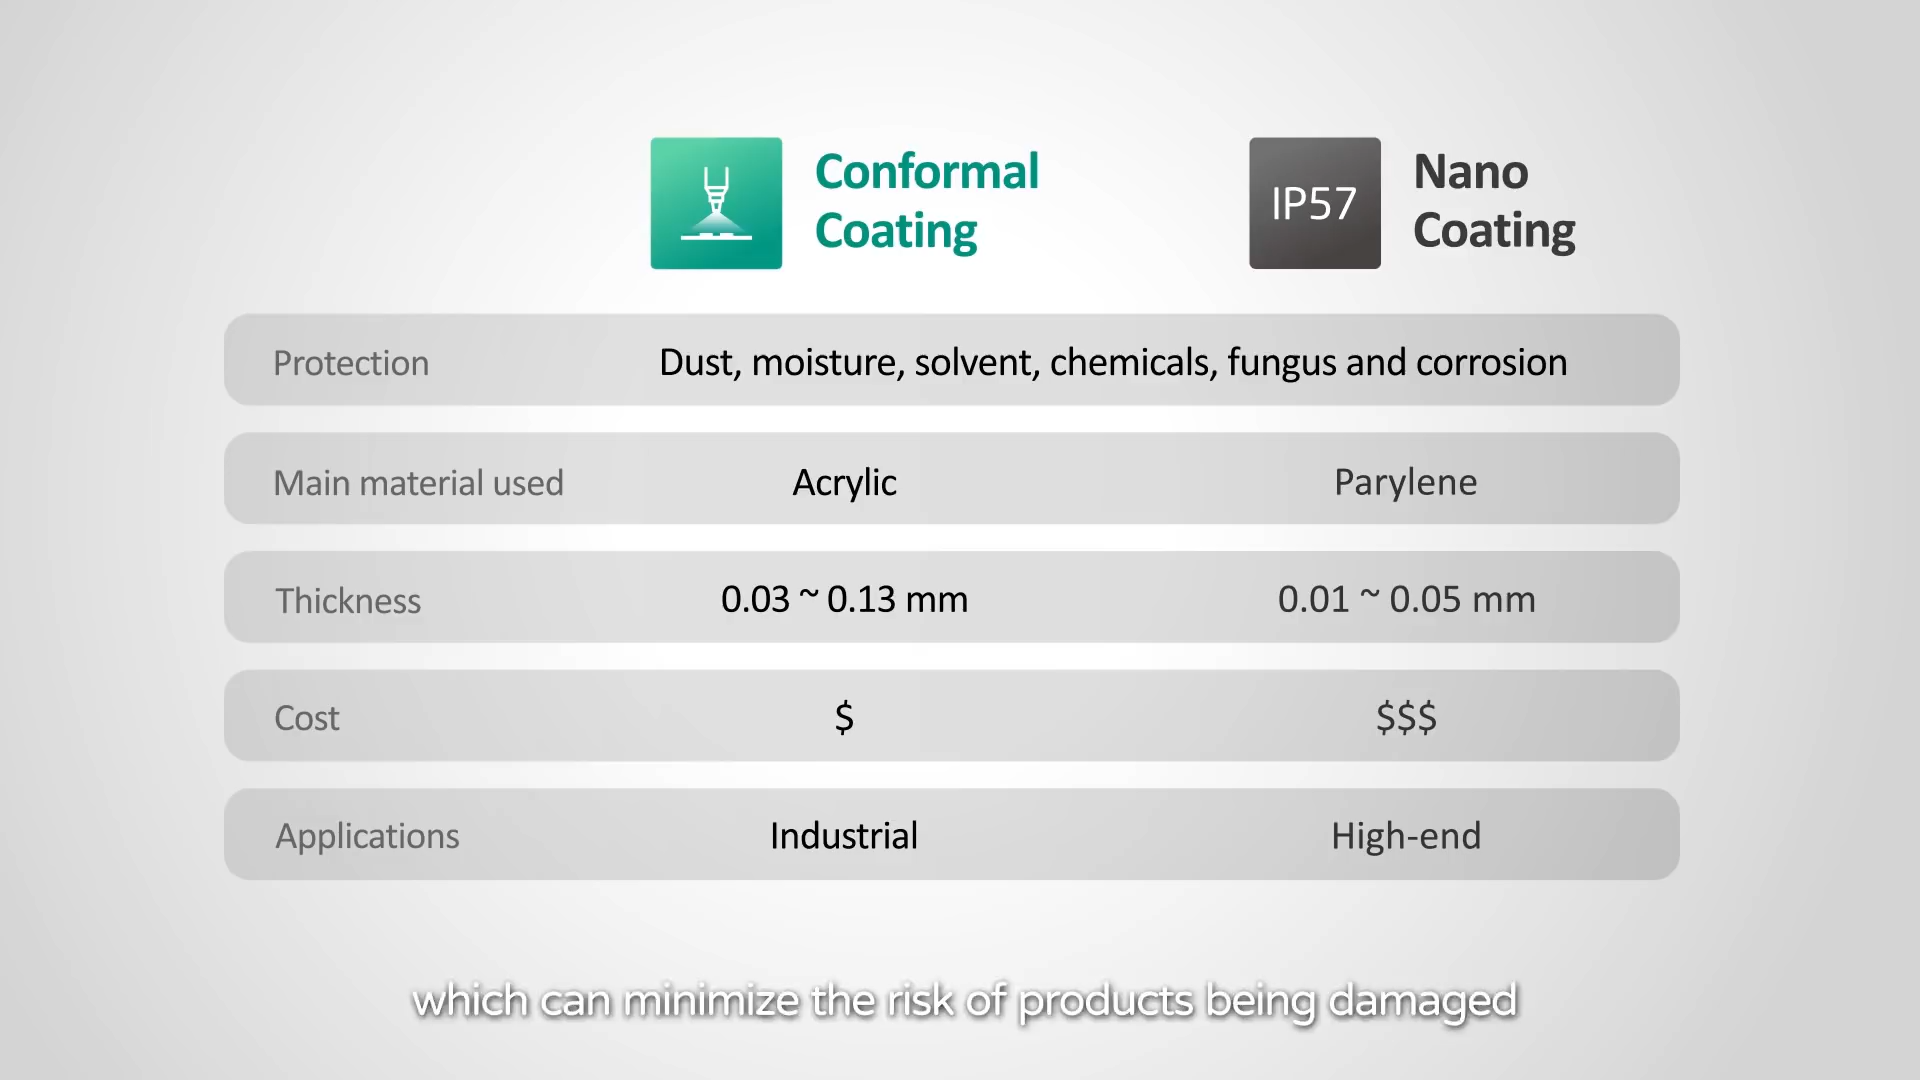 Conformal
Coating
IP57
Nano
Coating
Protection Dust, moisture, solvent, chemicals, fungus and corrosion
Main material used Acrylic Parylene
Thickness 0.03 ~ 0.13 mm 0.01 ~ 0.05 mm
Cost $ $$$
Applications Industrial High-end
which can minimize the risk of products being damaged